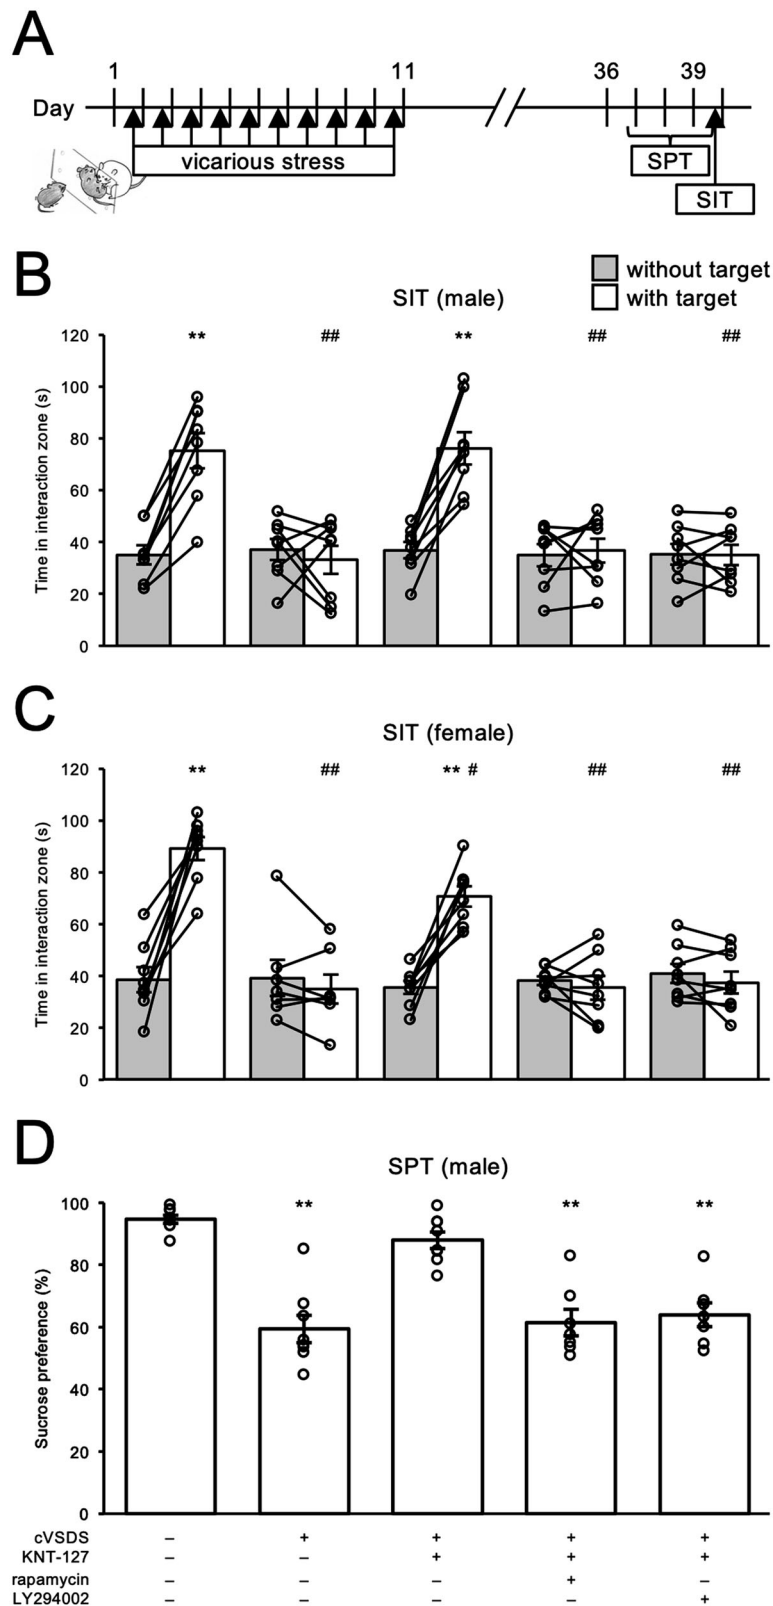 A
1 11 36 39
Day
vicarious stress
SPT
SIT
B
without target
with target
SIT (male)
Time in interaction zone (s)
120
100
80
60
40
20
0
** ## ** ## ##
C
SIT (female)
Time in interaction zone (s)
120
100
80
60
40
20
0
** ## ** # ## ##
D
SPT (male)
Sucrose preference (%)
100
80
60
40
20
0
** ** **
cVSDS – + + + +
KNT-127 – – + + +
rapamycin – – – + –
LY294002 – – – – +